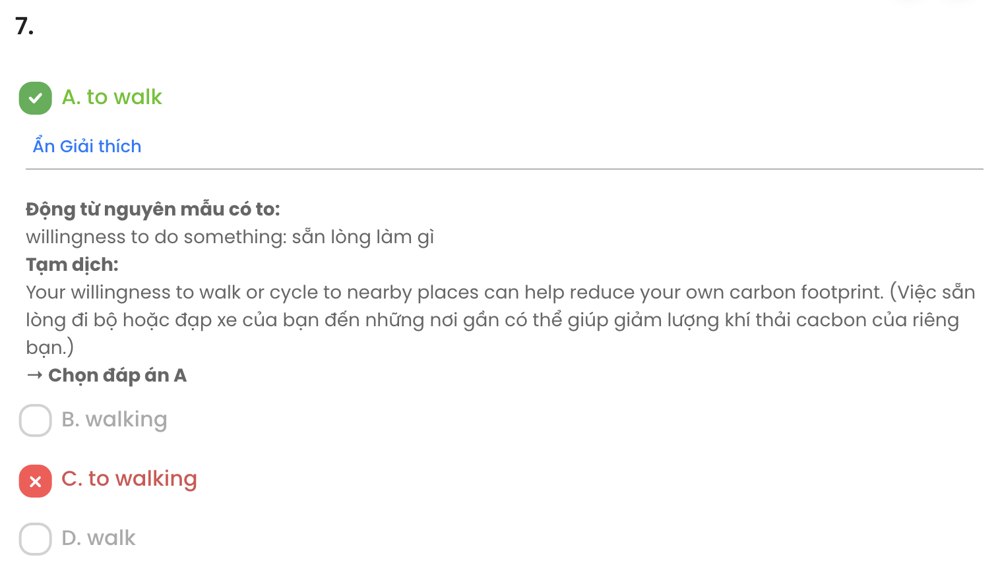 7.
A. to walk
Ẩn Giải thích
Động từ nguyên mẫu có to:
willingness to do something: sẵn lòng làm gì
Tạm dịch:
Your willingness to walk or cycle to nearby places can help reduce your own carbon footprint. (Việc sẵn
lòng đi bộ hoặc đạp xe của bạn đến những nơi gần có thể giúp giảm lượng khí thải cacbon của riêng
bạn.)
→ Chọn đáp án A
B. walking
C. to walking
D. walk